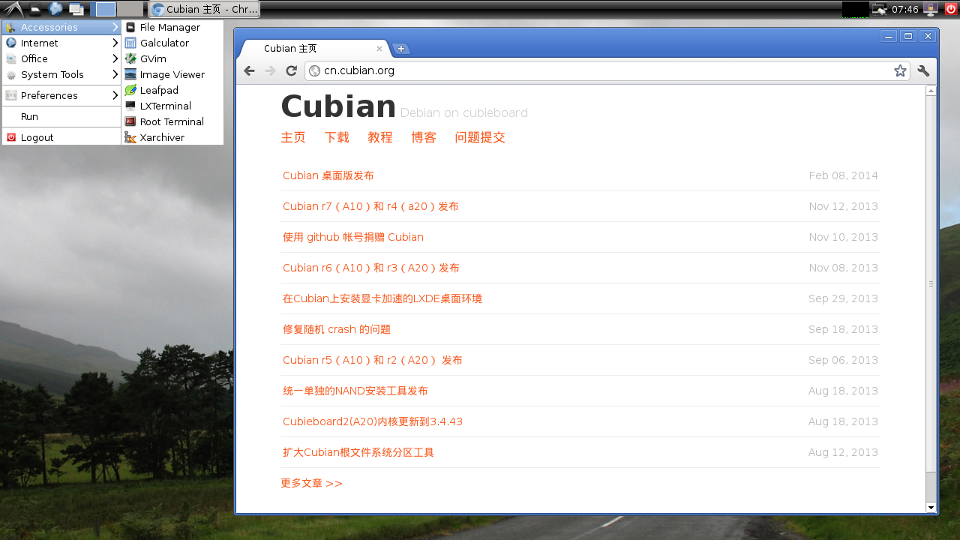 Cubian 主页 - Chr...
07:46
Accessories
Internet
Office
System Tools
Preferences
Run
Logout
File Manager
Galculator
GVim
Image Viewer
Leafpad
LXTerminal
Root Terminal
Xarchiver
Cubian 主页
cn.cubian.org
Cubian Debian on cubieboard
主页 下载 教程 博客 问题提交
Cubian 桌面版发布 Feb 08, 2014
Cubian r7（A10）和 r4（a20）发布 Nov 12, 2013
使用 github 帐号捐赠 Cubian Nov 10, 2013
Cubian r6（A10）和 r3（A20）发布 Nov 08, 2013
在Cubian上安装显卡加速的LXDE桌面环境 Sep 29, 2013
修复随机 crash 的问题 Sep 18, 2013
Cubian r5（A10）和 r2（A20） 发布 Sep 06, 2013
统一单独的NAND安装工具发布 Aug 18, 2013
Cubieboard2(A20)内核更新到3.4.43 Aug 18, 2013
扩大Cubian根文件系统分区工具 Aug 12, 2013
更多文章 >>